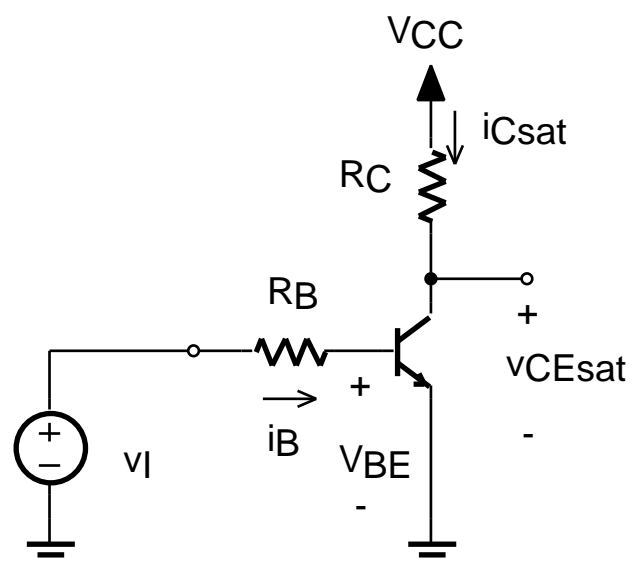 VCC
iCsat
RC
RB
+
+
vCEsat
+
iB
-
vI
VBE
-
-